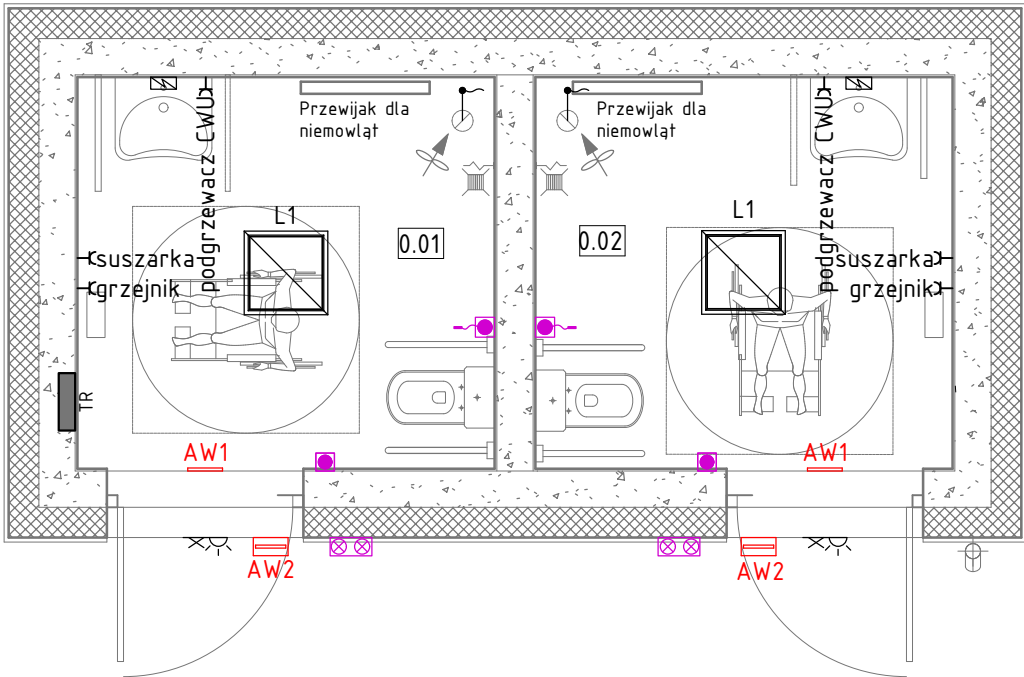 Przewijak dla
niemowląt
podgrzewacz CWU
L1
0.01
suszarka
grzejnik
TR
AW1
AW2
Przewijak dla
niemowląt
podgrzewacz CWU
L1
0.02
suszarka
grzejnik
AW1
AW2